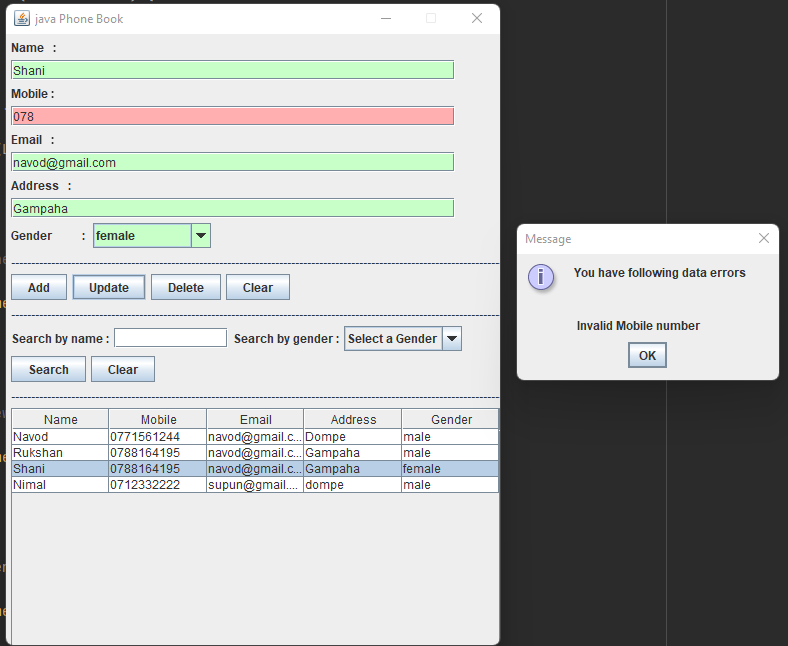 java Phone Book
Name :
Shani
Mobile :
078
Email :
navod@gmail.com
Address :
Gampaha
Gender : female
Add Update Delete Clear
Search by name : Search by gender : Select a Gender
Search Clear
Name Mobile Email Address Gender
Navod 0771561244 navod@gmail.c... Dompe male
Rukshan 0788164195 navod@gmail.c... Gampaha male
Shani 0788164195 navod@gmail.c... Gampaha female
Nimal 0712332222 supun@gmail.... dompe male
Message
You have following data errors
Invalid Mobile number
OK